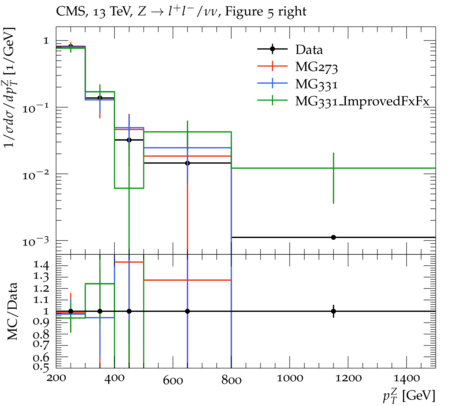 CMS, 13 TeV, Z → l⁺l⁻/νν, Figure 5 right
1/σdσ/dp_T^Z [1/GeV]
1
10⁻¹
10⁻²
10⁻³
Data
MG273
MG331
MG331_ImprovedFxFx
MC/Data
1.4
1.3
1.2
1.1
1
0.9
0.8
0.7
0.6
0.5
200 400 600 800 1000 1200 1400
p_T^Z [GeV]